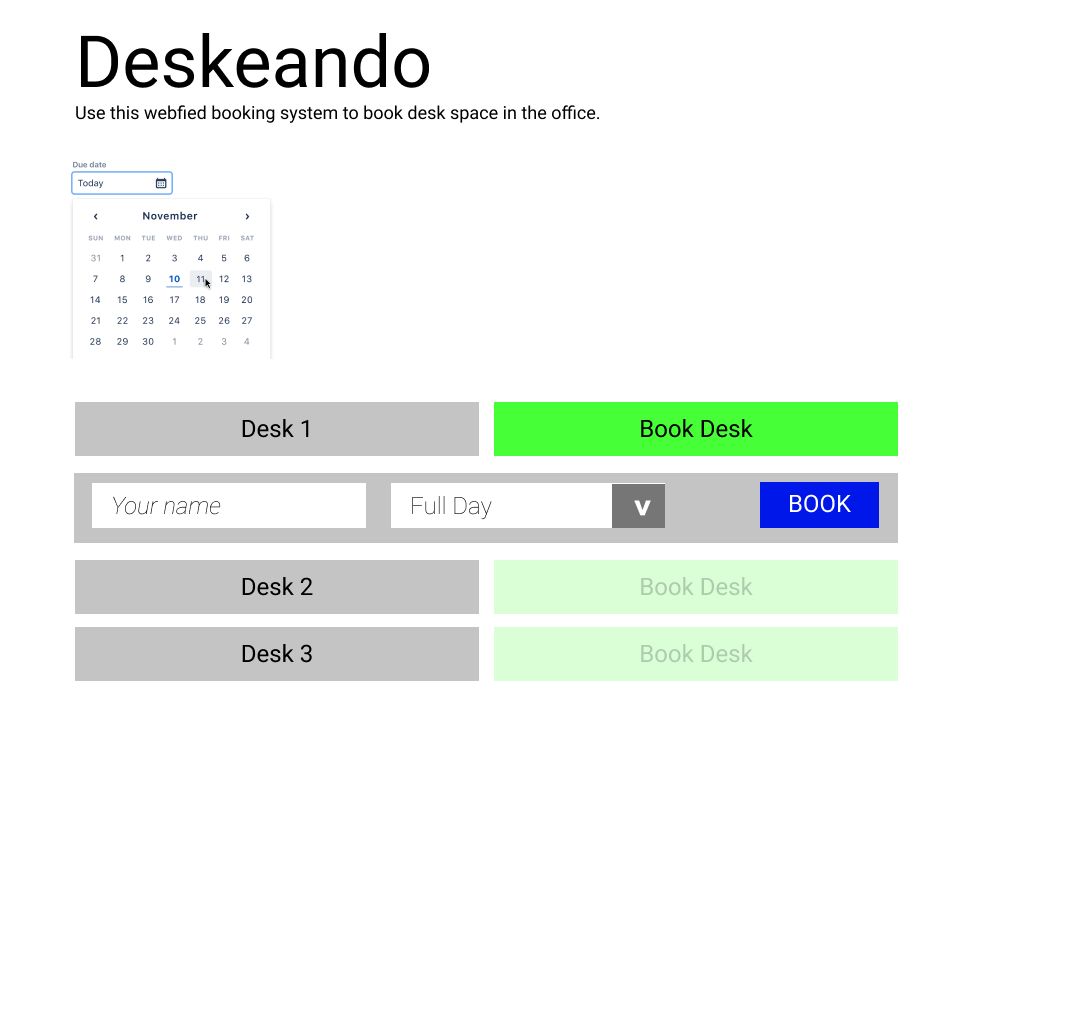 Deskeando
Use this webfied booking system to book desk space in the office.
Due date
Today
‹ November ›
SUN MON TUE WED THU FRI SAT
31 1 2 3 4 5 6
7 8 9 10 11 12 13
14 15 16 17 18 19 20
21 22 23 24 25 26 27
28 29 30 1 2 3 4
Desk 1 Book Desk
Your name Full Day v BOOK
Desk 2 Book Desk
Desk 3 Book Desk